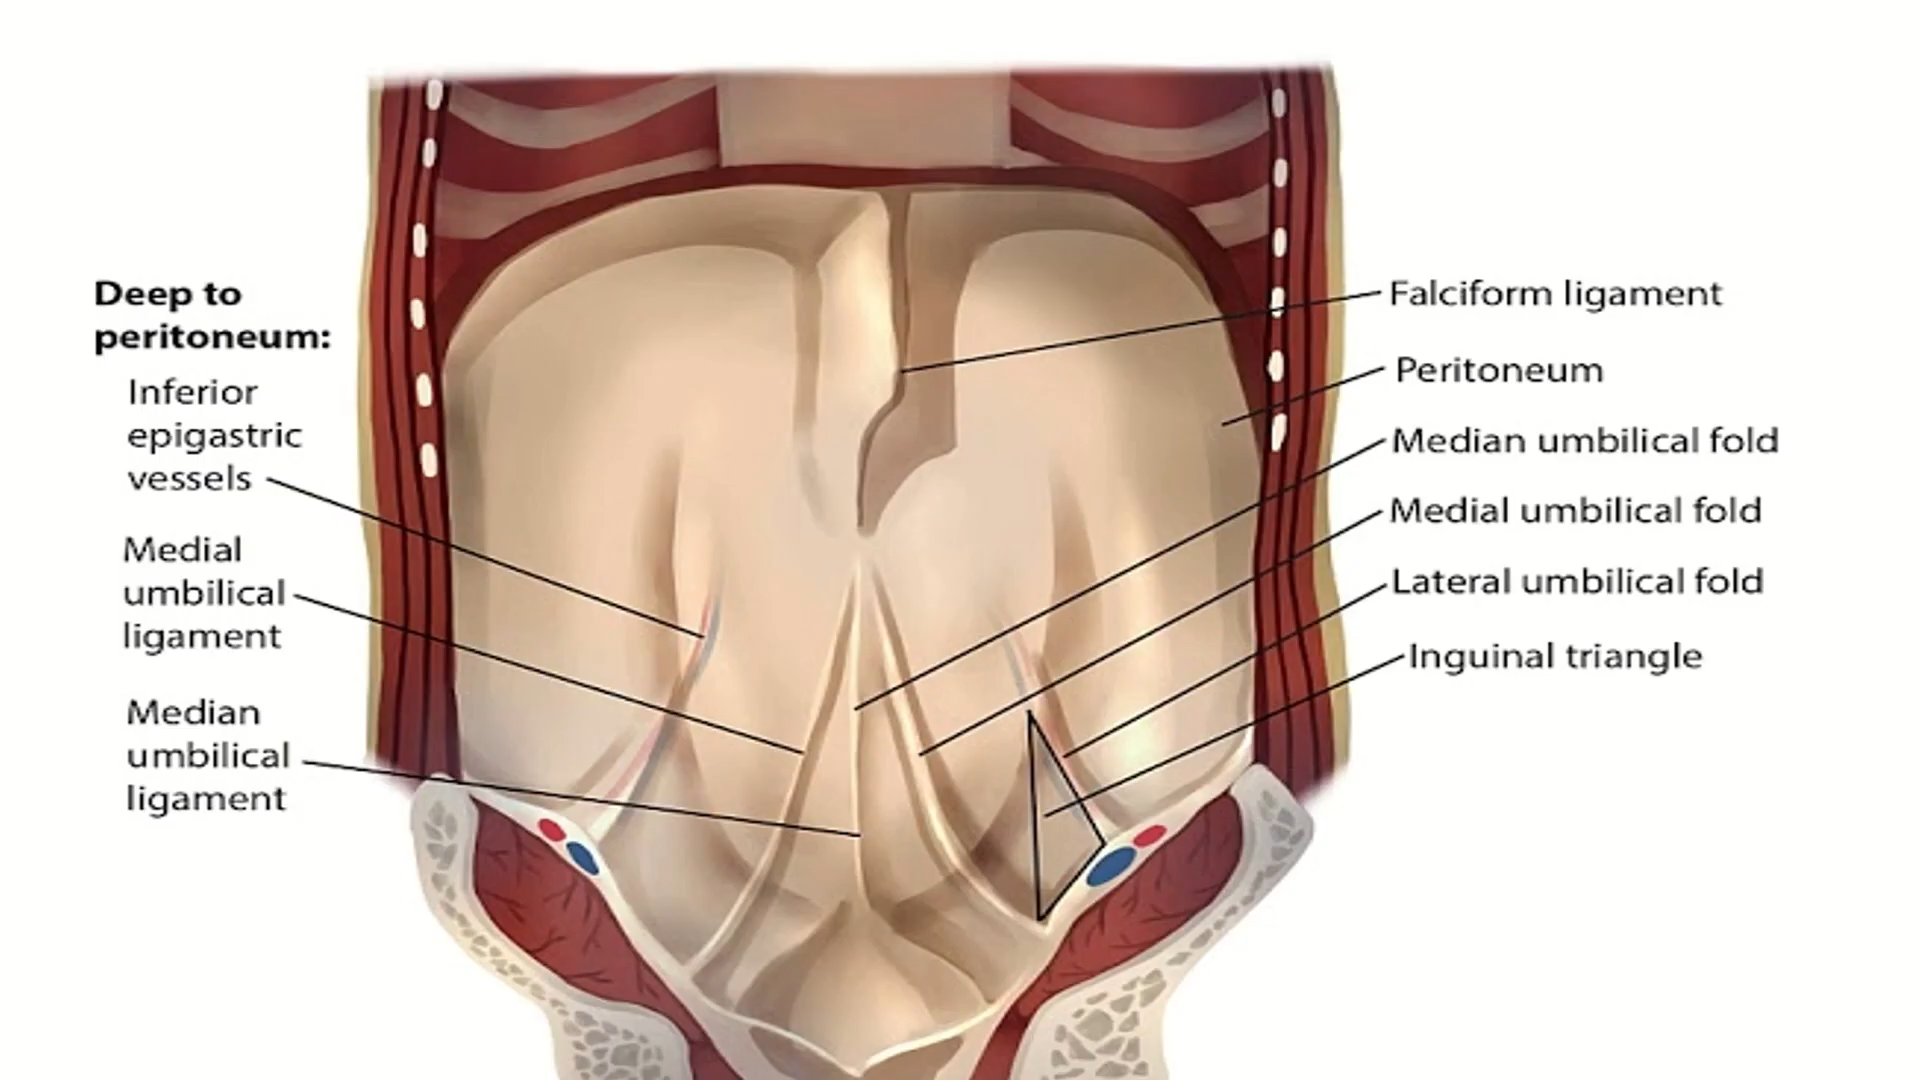 Deep to
peritoneum:
Inferior
epigastric
vessels
Medial
umbilical
ligament
Median
umbilical
ligament
Falciform ligament
Peritoneum
Median umbilical fold
Medial umbilical fold
Lateral umbilical fold
Inguinal triangle